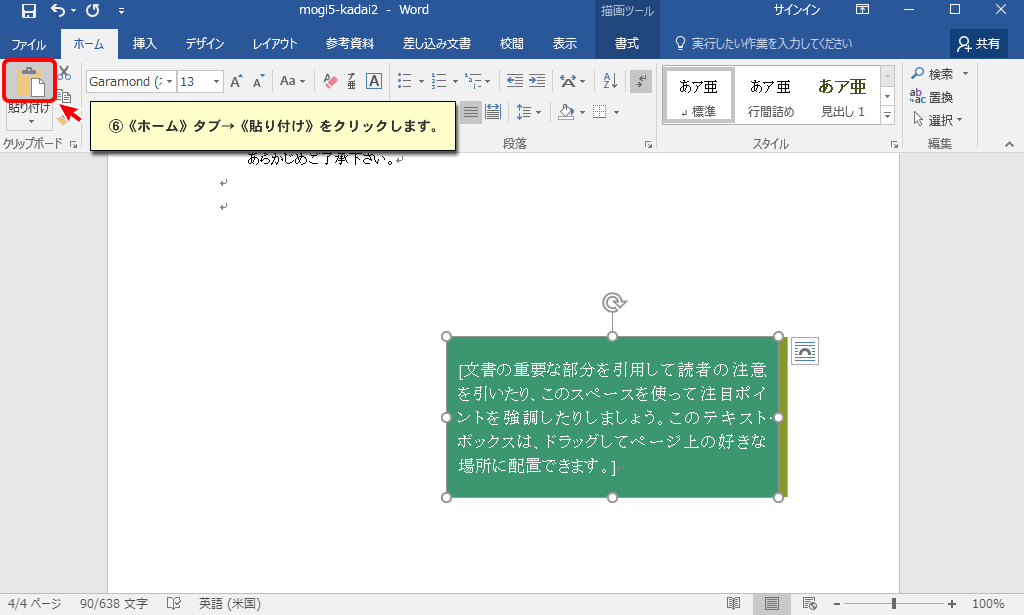 mogi5-kadai2 - Word
描画ツール
サインイン
ファイル
ホーム
挿入
デザイン
レイアウト
参考資料
差し込み文書
校閲
表示
書式
実行したい作業を入力してください
共有
貼り付け
クリップボード
Garamond (
13
A
A
Aa
A
段落
あア亜
↲ 標準
あア亜
行間詰め
あア亜
見出し 1
スタイル
検索
置換
選択
編集
⑥《ホーム》タブ→《貼り付け》をクリックします。
あらかじめご了承下さい。↵
[文書の重要な部分を引用して読者の注意
を引いたり、このスペースを使って注目ポイ
ントを強調したりしましょう。このテキスト
ボックスは、ドラッグしてページ上の好きな
場所に配置できます。]
4/4 ページ
90/638 文字
英語 (米国)
100%